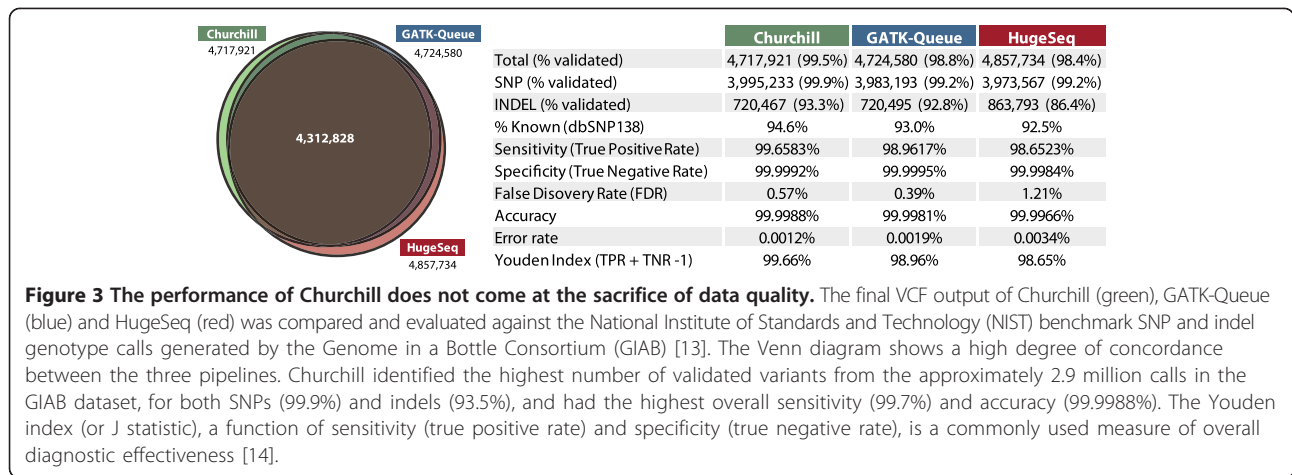 Churchill
4,717,921
GATK-Queue
4,724,580
4,312,828
HugeSeq
4,857,734
Churchill GATK-Queue HugeSeq
Total (% validated) 4,717,921 (99.5%) 4,724,580 (98.8%) 4,857,734 (98.4%)
SNP (% validated) 3,995,233 (99.9%) 3,983,193 (99.2%) 3,973,567 (99.2%)
INDEL (% validated) 720,467 (93.3%) 720,495 (92.8%) 863,793 (86.4%)
% Known (dbSNP138) 94.6% 93.0% 92.5%
Sensitivity (True Positive Rate) 99.6583% 98.9617% 98.6523%
Specificity (True Negative Rate) 99.9992% 99.9995% 99.9984%
False Disovery Rate (FDR) 0.57% 0.39% 1.21%
Accuracy 99.9988% 99.9981% 99.9966%
Error rate 0.0012% 0.0019% 0.0034%
Youden Index (TPR + TNR -1) 99.66% 98.96% 98.65%
Figure 3 The performance of Churchill does not come at the sacrifice of data quality. The final VCF output of Churchill (green), GATK-Queue
(blue) and HugeSeq (red) was compared and evaluated against the National Institute of Standards and Technology (NIST) benchmark SNP and indel
genotype calls generated by the Genome in a Bottle Consortium (GIAB) [13]. The Venn diagram shows a high degree of concordance
between the three pipelines. Churchill identified the highest number of validated variants from the approximately 2.9 million calls in the
GIAB dataset, for both SNPs (99.9%) and indels (93.5%), and had the highest overall sensitivity (99.7%) and accuracy (99.9988%). The Youden
index (or J statistic), a function of sensitivity (true positive rate) and specificity (true negative rate), is a commonly used measure of overall
diagnostic effectiveness [14].